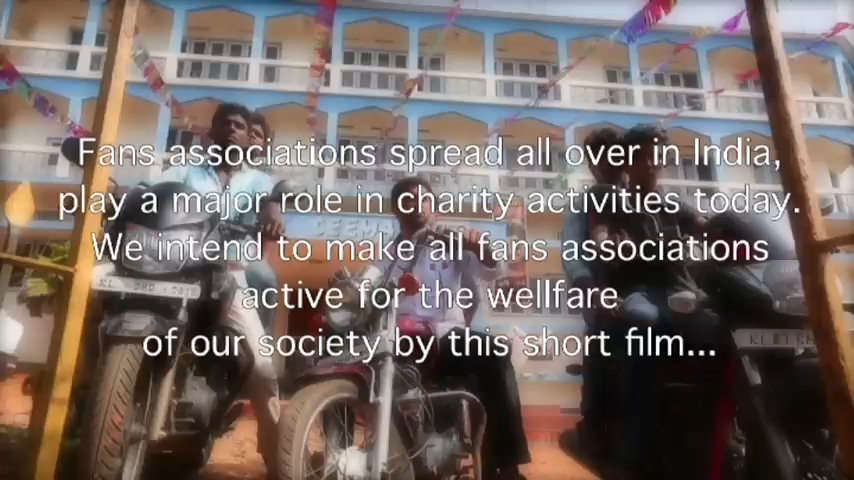 Fans associations spread all over in India,
play a major role in charity activities today.
We intend to make all fans associations
active for the wellfare
of our society by this short film...